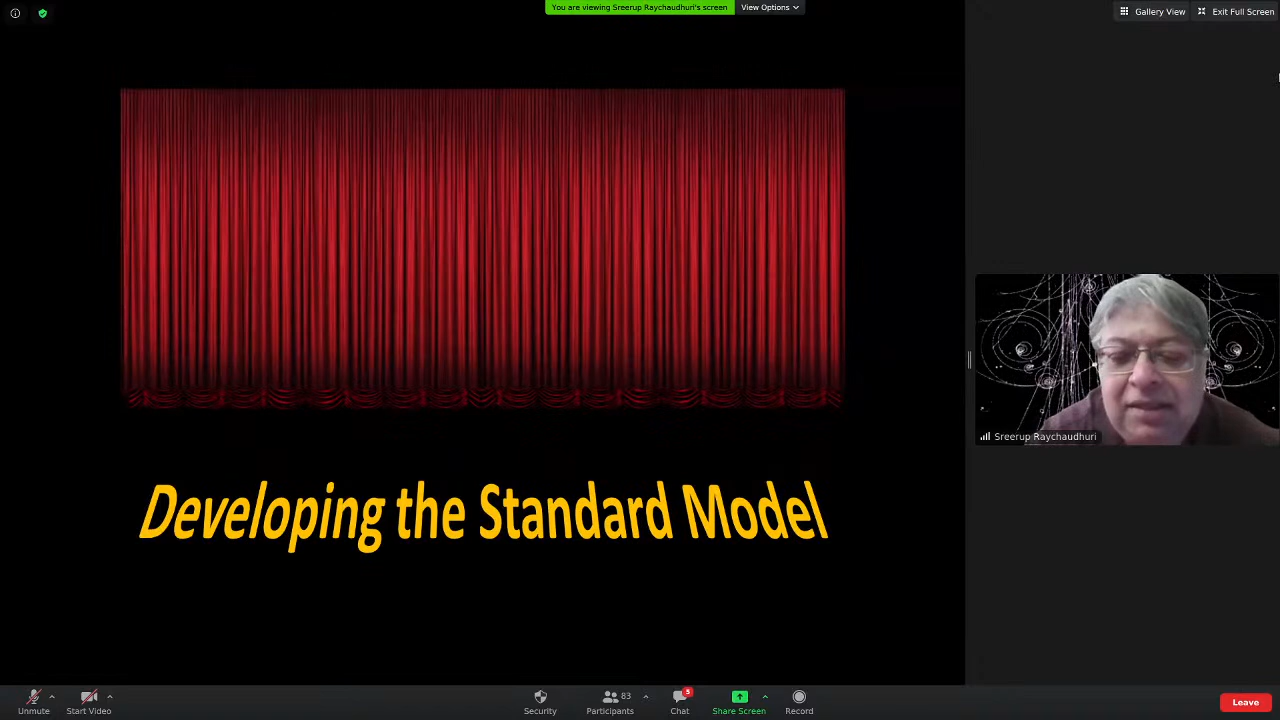 You are viewing Sreerup Raychaudhuri's screen
View Options
Gallery View
Exit Full Screen
Sreerup Raychaudhuri
Developing the Standard Model
Unmute
Start Video
Security
83
Participants
5
Chat
Share Screen
Record
Leave